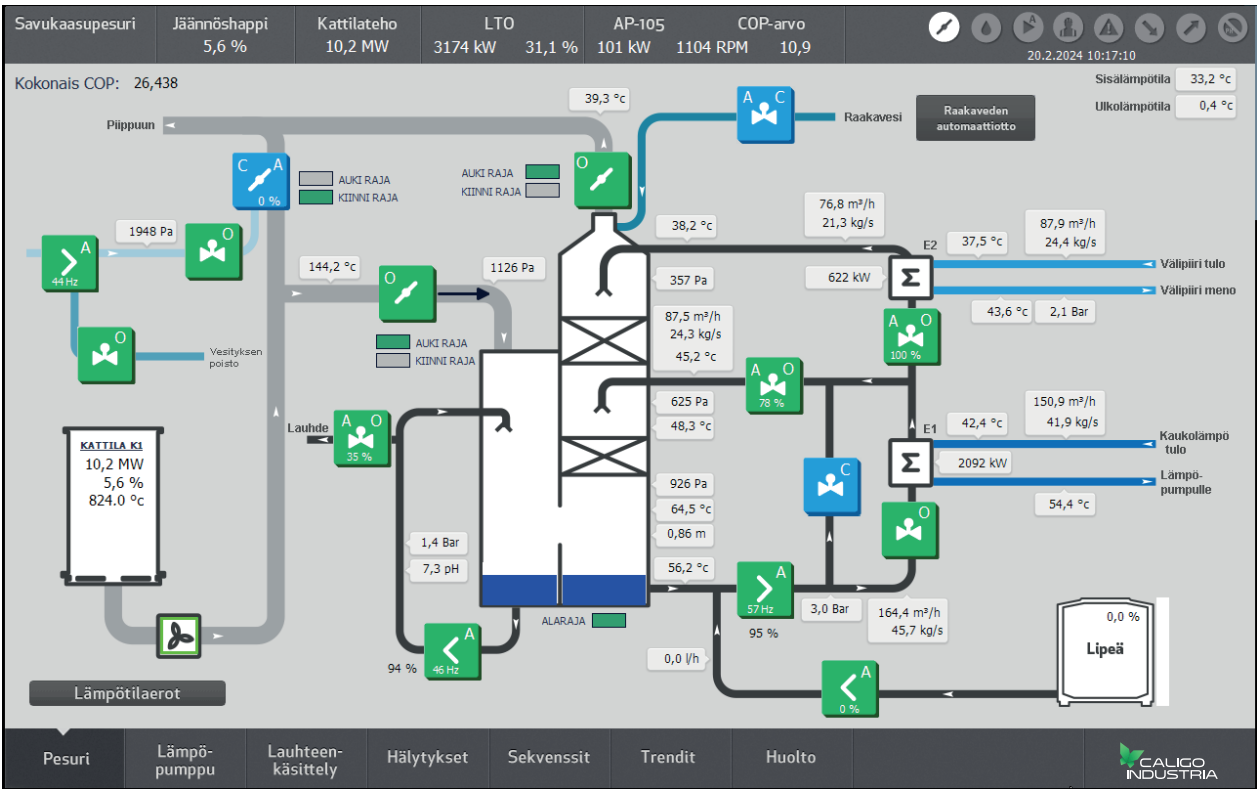 Savukaasupesuri
Jäännöshappi
5,6 %
Kattilateho
10,2 MW
LTO
3174 kW 31,1 %
AP-105
101 kW 1104 RPM
COP-arvo
10,9
20.2.2024 10:17:10
Kokonais COP: 26,438
Sisälämpötila 33,2 °c
Ulkolämpötila 0,4 °c
39,3 °c
A C
Raakavesi
Raakaveden
automaattiotto
Piippuun
C A
0 %
AUKI RAJA
KIINNI RAJA
AUKI RAJA
KIINNI RAJA
O
1948 Pa
O
A
44 Hz
O
Vesityksen
poisto
144,2 °c
O
1126 Pa
AUKI RAJA
KIINNI RAJA
38,2 °c
357 Pa
87,5 m³/h
24,3 kg/s
45,2 °c
625 Pa
48,3 °c
926 Pa
64,5 °c
0,86 m
56,2 °c
76,8 m³/h
21,3 kg/s
622 kW
E2
Σ
37,5 °c
87,9 m³/h
24,4 kg/s
Välipiiri tulo
Välipiiri meno
43,6 °c
2,1 Bar
A O
100 %
A O
78 %
E1
Σ
42,4 °c
150,9 m³/h
41,9 kg/s
2092 kW
Kaukolämpö
tulo
Lämpö-
pumpulle
54,4 °c
C
O
Lauhde
A O
35 %
KATTILA K1
10,2 MW
5,6 %
824.0 °c
1,4 Bar
7,3 pH
A
57 Hz
95 %
3,0 Bar
164,4 m³/h
45,7 kg/s
ALARAJA
94 %
A
46 Hz
0,0 l/h
A
0 %
0,0 %
Lipeä
Lämpötilaerot
Pesuri
Lämpö-
pumppu
Lauhteen-
käsittely
Hälytykset
Sekvenssit
Trendit
Huolto
CALIGO
INDUSTRIA